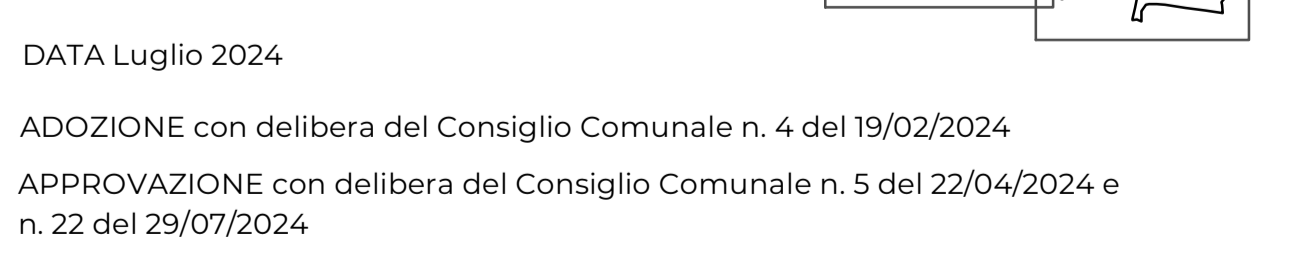 DATA Luglio 2024
ADOZIONE con delibera del Consiglio Comunale n. 4 del 19/02/2024
APPROVAZIONE con delibera del Consiglio Comunale n. 5 del 22/04/2024 e
n. 22 del 29/07/2024